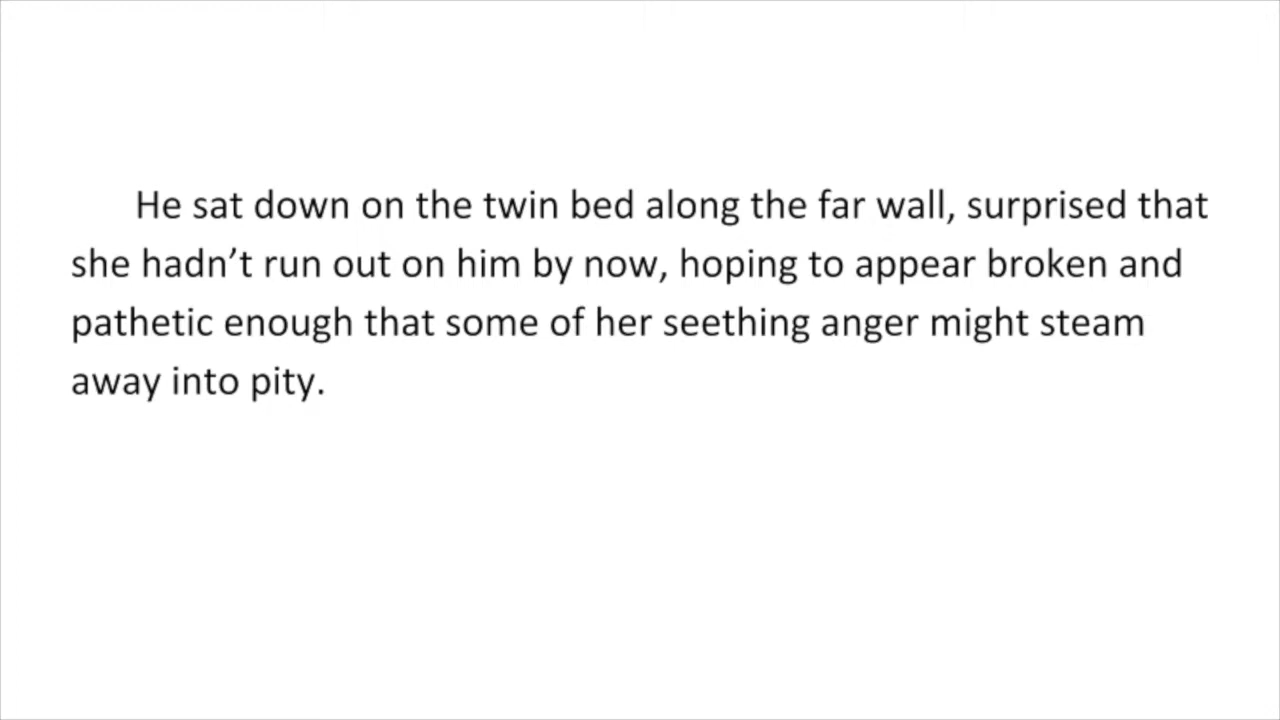 He sat down on the twin bed along the far wall, surprised that
she hadn’t run out on him by now, hoping to appear broken and
pathetic enough that some of her seething anger might steam
away into pity.